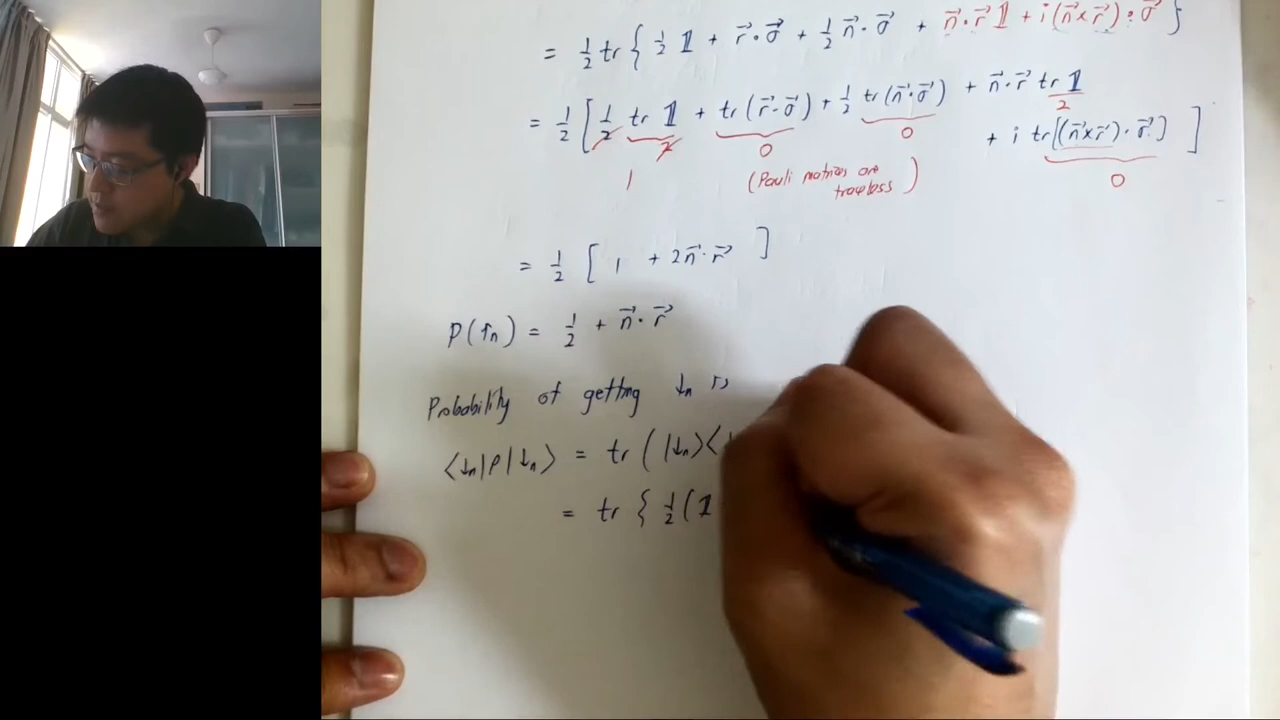 = 1/2 tr { 1/2 𝟙 + r⃗·σ⃗ + 1/2 n⃗·σ⃗ + n⃗·r⃗ 𝟙 + i(n⃗×r⃗)·σ⃗ }
= 1/2 [ 1/2 tr 𝟙 + tr(r⃗·σ⃗) + 1/2 tr(n⃗·σ⃗) + n⃗·r⃗ tr 𝟙
2
+ i tr[(n⃗×r⃗)·σ⃗] ]
2 0 0
1 (Pauli matrices are traceless) 0
= 1/2 [ 1 + 2n⃗·r⃗ ]
P(↑n) = 1/2 + n⃗·r⃗
Probability of getting ↓n is
⟨↓n|ρ|↓n⟩ = tr ( |↓n⟩⟨↓
= tr { 1/2 (𝟙